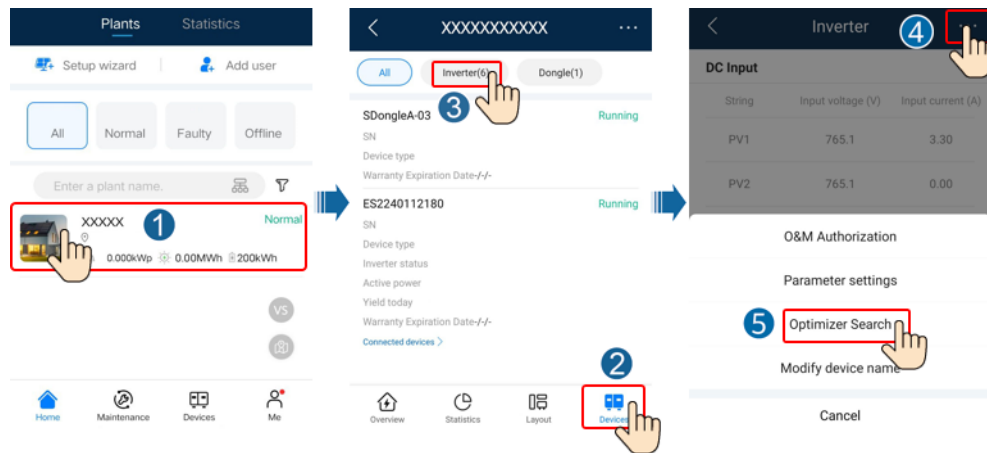 Plants Statistics
Setup wizard Add user
All Normal Faulty Offline
Enter a plant name.
XXXXX 1 Normal
0.000kWp 0.00MWh 200kWh
VS
Home Maintenance Devices Me
XXXXXXXXXXX ...
All Inverter(6) Dongle(1)
3
SDongleA-03 Running
SN
Device type
Warranty Expiration Date-/-/-
ES2240112180 Running
SN
Device type
Inverter status
Active power
Yield today
Warranty Expiration Date-/-/-
Connected devices >
2
Overview Statistics Layout Devices
Inverter 4
DC Input
String Input voltage (V) Input current (A)
PV1 765.1 3.30
PV2 765.1 0.00
O&M Authorization
Parameter settings
5 Optimizer Search
Modify device name
Cancel